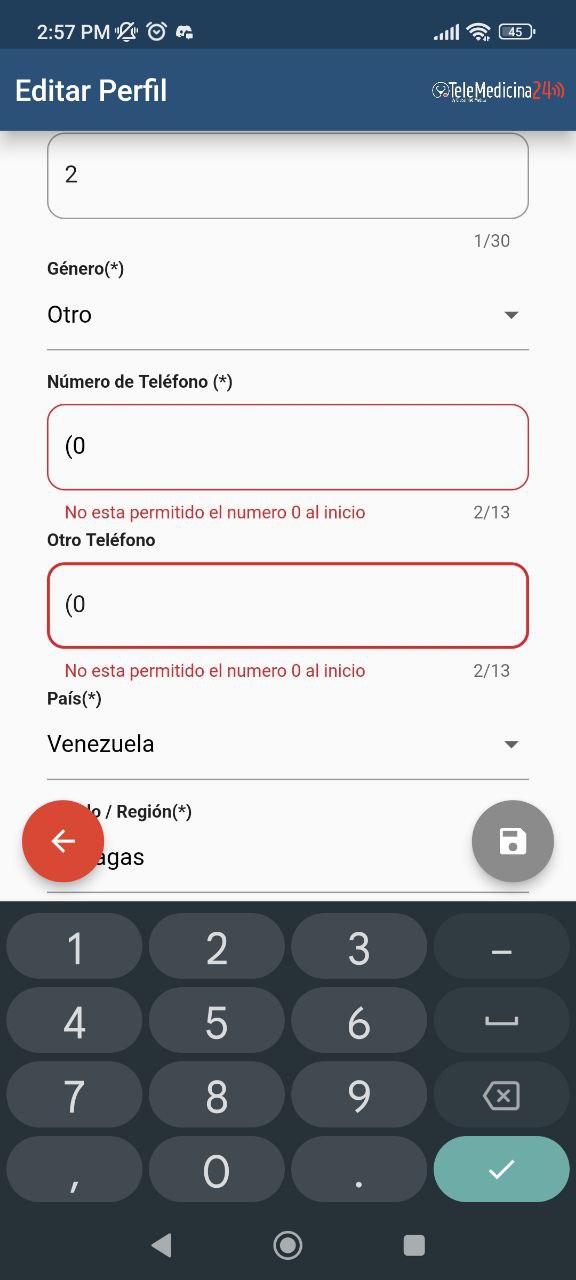 2:57 PM
45
Editar Perfil
TeleMedicina24
2
1/30
Género(*)
Otro
Número de Teléfono (*)
(0
No esta permitido el numero 0 al inicio
2/13
Otro Teléfono
(0
No esta permitido el numero 0 al inicio
2/13
País(*)
Venezuela
do / Región(*)
agas
1 2 3 –
4 5 6
7 8 9
, 0 .